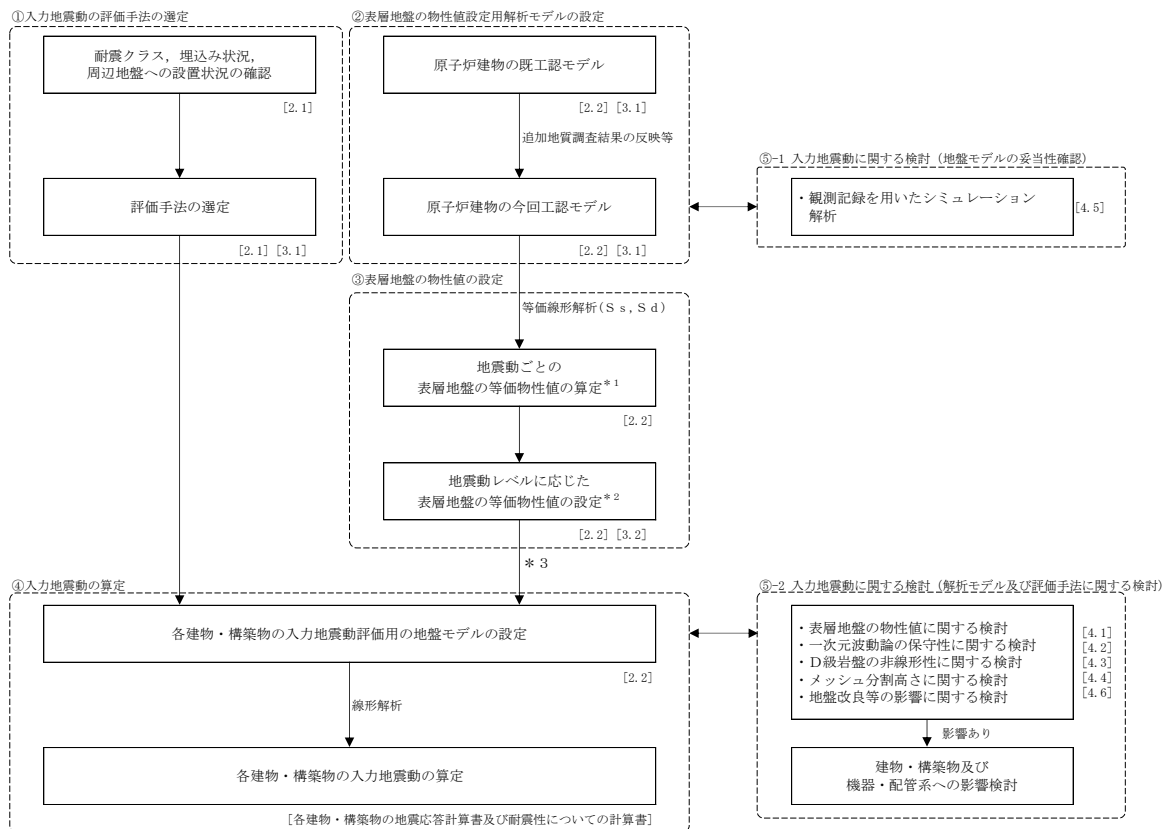 ①入力地震動の評価手法の選定
耐震クラス，埋込み状況，
周辺地盤への設置状況の確認
[2.1]
評価手法の選定
[2.1] [3.1]
②表層地盤の物性値設定用解析モデルの設定
原子炉建物の既工認モデル
[2.2] [3.1]
追加地質調査結果の反映等
原子炉建物の今回工認モデル
[2.2] [3.1]
⑤-1 入力地震動に関する検討（地盤モデルの妥当性確認）
・観測記録を用いたシミュレーション
解析
[4.5]
③表層地盤の物性値の設定
等価線形解析(Ｓｓ,Ｓｄ)
地震動ごとの
表層地盤の等価物性値の算定＊1
[2.2]
地震動レベルに応じた
表層地盤の等価物性値の設定＊2
[2.2] [3.2]
＊3
④入力地震動の算定
各建物・構築物の入力地震動評価用の地盤モデルの設定
[2.2]
線形解析
各建物・構築物の入力地震動の算定
[各建物・構築物の地震応答計算書及び耐震性についての計算書]
⑤-2 入力地震動に関する検討（解析モデル及び評価手法に関する検討）
・表層地盤の物性値に関する検討 [4.1]
・一次元波動論の保守性に関する検討 [4.2]
・Ｄ級岩盤の非線形性に関する検討 [4.3]
・メッシュ分割高さに関する検討 [4.4]
・地盤改良等の影響に関する検討 [4.6]
影響あり
建物・構築物及び
機器・配管系への影響検討